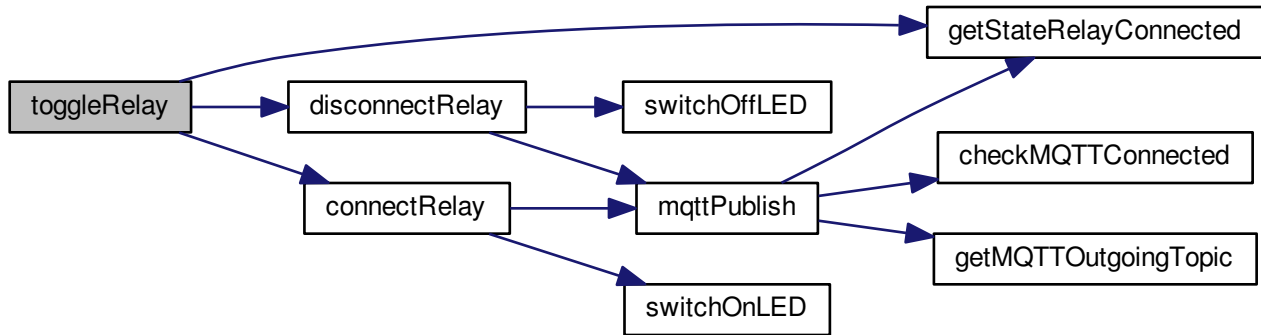 getStateRelayConnected
toggleRelay
disconnectRelay
switchOffLED
checkMQTTConnected
connectRelay
mqttPublish
getMQTTOutgoingTopic
switchOnLED